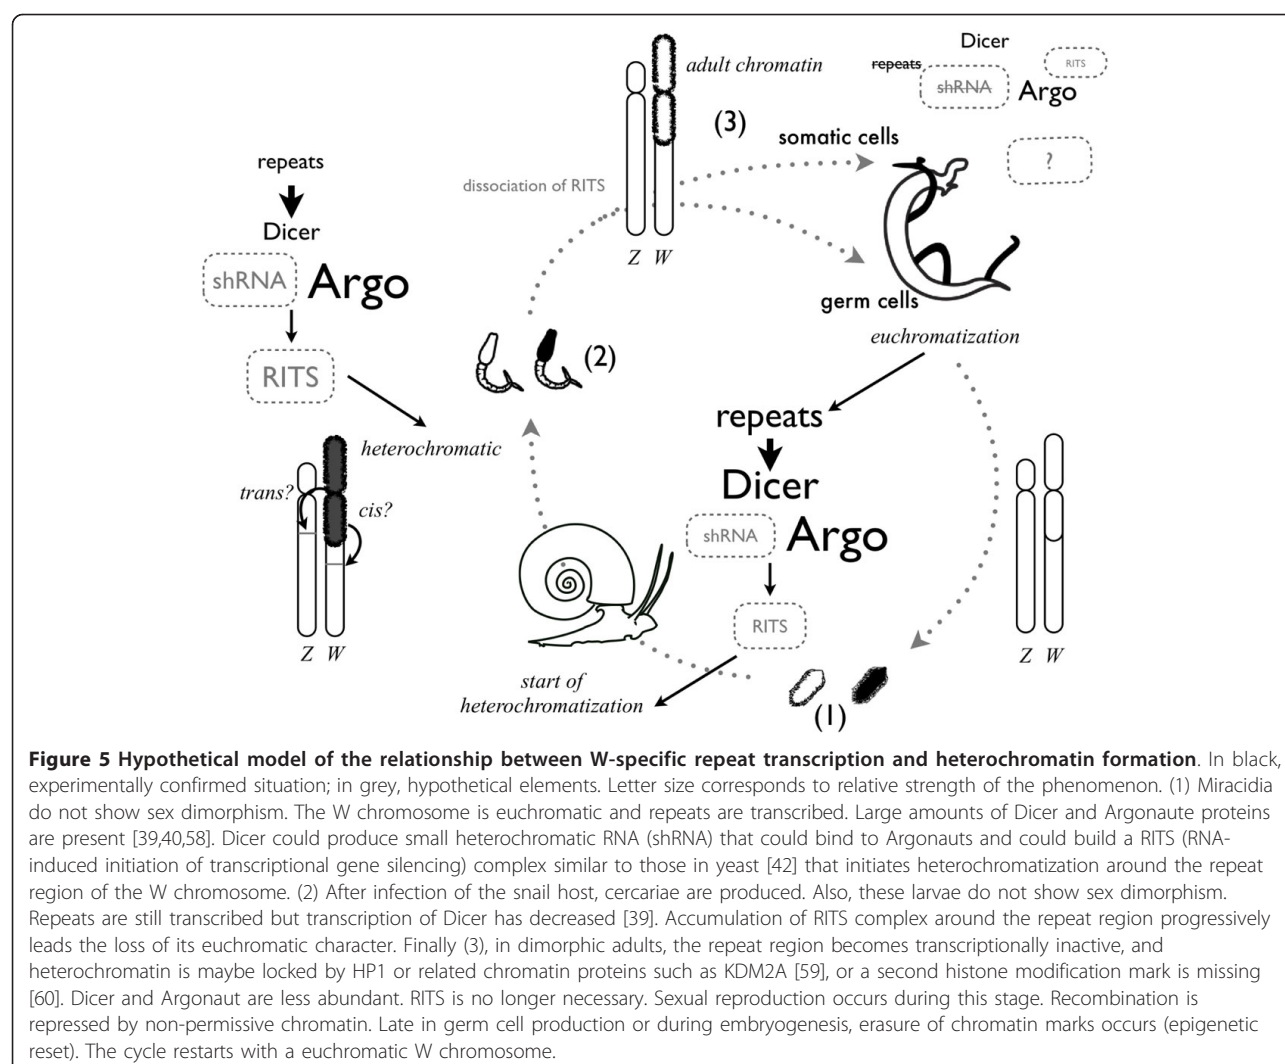 Dicer
repeats
RITS
shRNA
Argo
?
adult chromatin
(3)
somatic cells
dissociation of RITS
Z W
germ cells
euchromatization
repeats
Dicer
shRNA
Argo
RITS
(2)
heterochromatic
trans?
cis?
Z W
repeats
Dicer
shRNA
Argo
RITS
start of
heterochromatization
(1)
Z W
Figure 5 Hypothetical model of the relationship between W-specific repeat transcription and heterochromatin formation. In black,
experimentally confirmed situation; in grey, hypothetical elements. Letter size corresponds to relative strength of the phenomenon. (1) Miracidia
do not show sex dimorphism. The W chromosome is euchromatic and repeats are transcribed. Large amounts of Dicer and Argonaute proteins
are present [39,40,58]. Dicer could produce small heterochromatic RNA (shRNA) that could bind to Argonauts and could build a RITS (RNA-
induced initiation of transcriptional gene silencing) complex similar to those in yeast [42] that initiates heterochromatization around the repeat
region of the W chromosome. (2) After infection of the snail host, cercariae are produced. Also, these larvae do not show sex dimorphism.
Repeats are still transcribed but transcription of Dicer has decreased [39]. Accumulation of RITS complex around the repeat region progressively
leads the loss of its euchromatic character. Finally (3), in dimorphic adults, the repeat region becomes transcriptionally inactive, and
heterochromatin is maybe locked by HP1 or related chromatin proteins such as KDM2A [59], or a second histone modification mark is missing
[60]. Dicer and Argonaut are less abundant. RITS is no longer necessary. Sexual reproduction occurs during this stage. Recombination is
repressed by non-permissive chromatin. Late in germ cell production or during embryogenesis, erasure of chromatin marks occurs (epigenetic
reset). The cycle restarts with a euchromatic W chromosome.